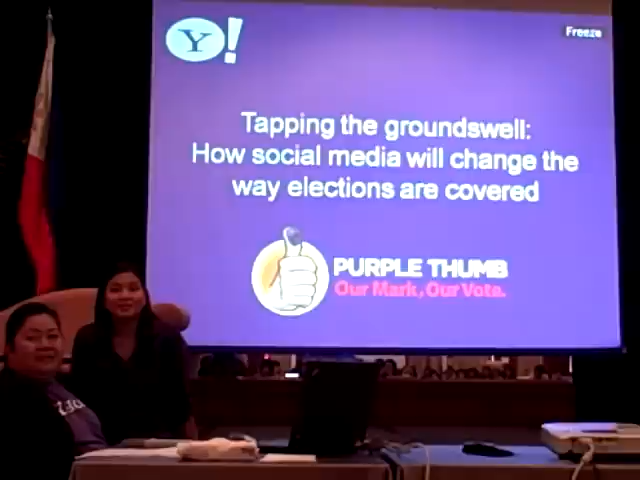 Y!
Freeze
Tapping the groundswell:
How social media will change the
way elections are covered
PURPLE THUMB
Our Mark, Our Vote.